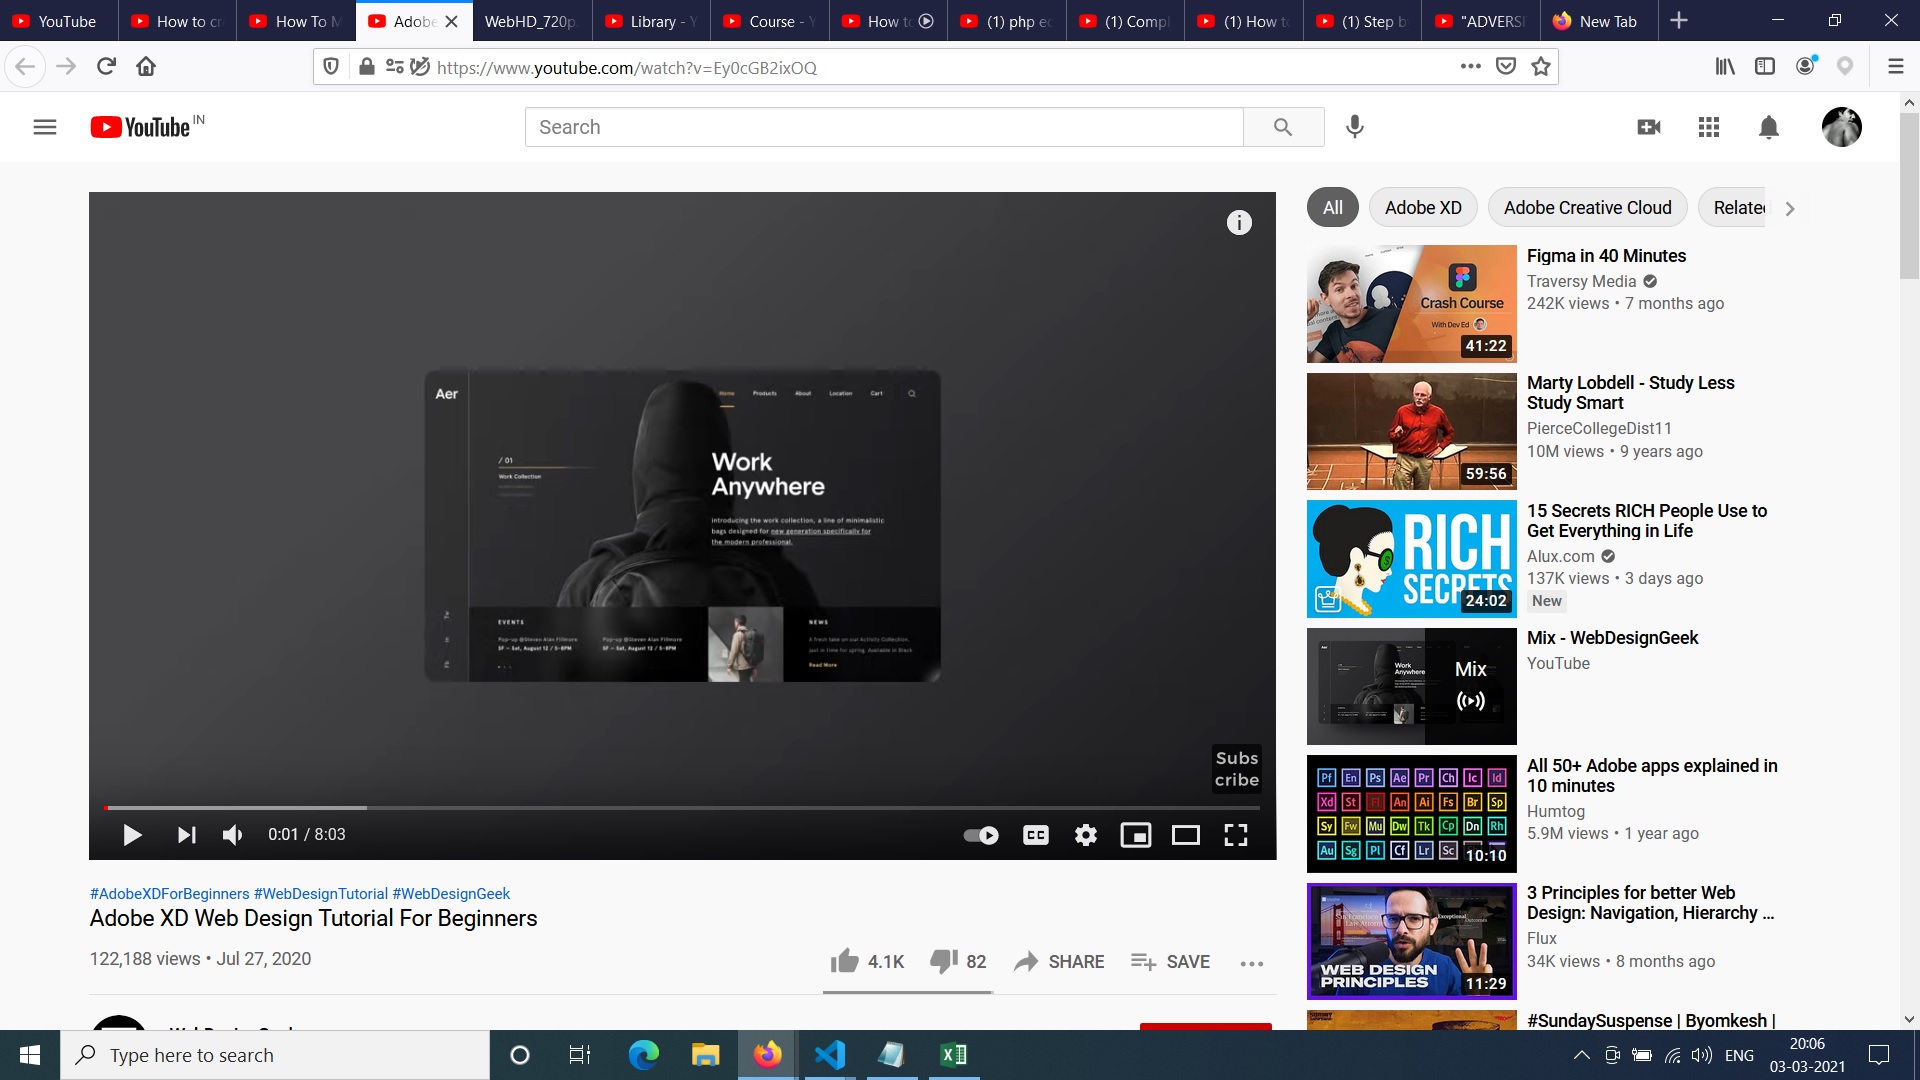 YouTube
How to cr
How To M
Adobe
WebHD_720p.
Library - Y
Course - Y
How to
(1) php ec
(1) Compl
(1) How to
(1) Step b
"ADVERSI
New Tab
https://www.youtube.com/watch?v=Ey0cGB2ixOQ
YouTube IN
Search
All
Adobe XD
Adobe Creative Cloud
Related
Aer
Home
Products
About
Location
Cart
/ 01
Work Collection
Work
Anywhere
Introducing the work collection, a line of minimalistic
bags designed for new generation specifically for
the modern professional.
EVENTS
Pop-up @Steven Alan Fillmore
SF – Sat, August 12 / 5-8PM
Pop-up @Steven Alan Fillmore
SF – Sat, August 12 / 5-8PM
NEWS
A fresh take on our Activity Collection,
just in time for spring. Available in Black
Read More
Subs
cribe
0:01 / 8:03
CC
#AdobeXDForBeginners #WebDesignTutorial #WebDesignGeek
Adobe XD Web Design Tutorial For Beginners
122,188 views • Jul 27, 2020
4.1K
82
SHARE
SAVE
Crash Course
With Dev Ed
41:22
Figma in 40 Minutes
Traversy Media
242K views • 7 months ago
59:56
Marty Lobdell - Study Less
Study Smart
PierceCollegeDist11
10M views • 9 years ago
RICH
SECRETS
24:02
15 Secrets RICH People Use to
Get Everything in Life
Alux.com
137K views • 3 days ago
New
Work
Anywhere
Mix
Mix - WebDesignGeek
YouTube
Pf En Ps Ae Pr Ch Ic Id
Xd St Fl An Ai Fs Br Sp
Sy Fw Mu Dw Tk Cp Dn Rh
Au Sg Pl Cf Lr Sc
10:10
All 50+ Adobe apps explained in
10 minutes
Humtog
5.9M views • 1 year ago
WEB DESIGN
PRINCIPLES
11:29
3 Principles for better Web
Design: Navigation, Hierarchy ...
Flux
34K views • 8 months ago
#SundaySuspense | Byomkesh |
Type here to search
ENG
20:06
03-03-2021